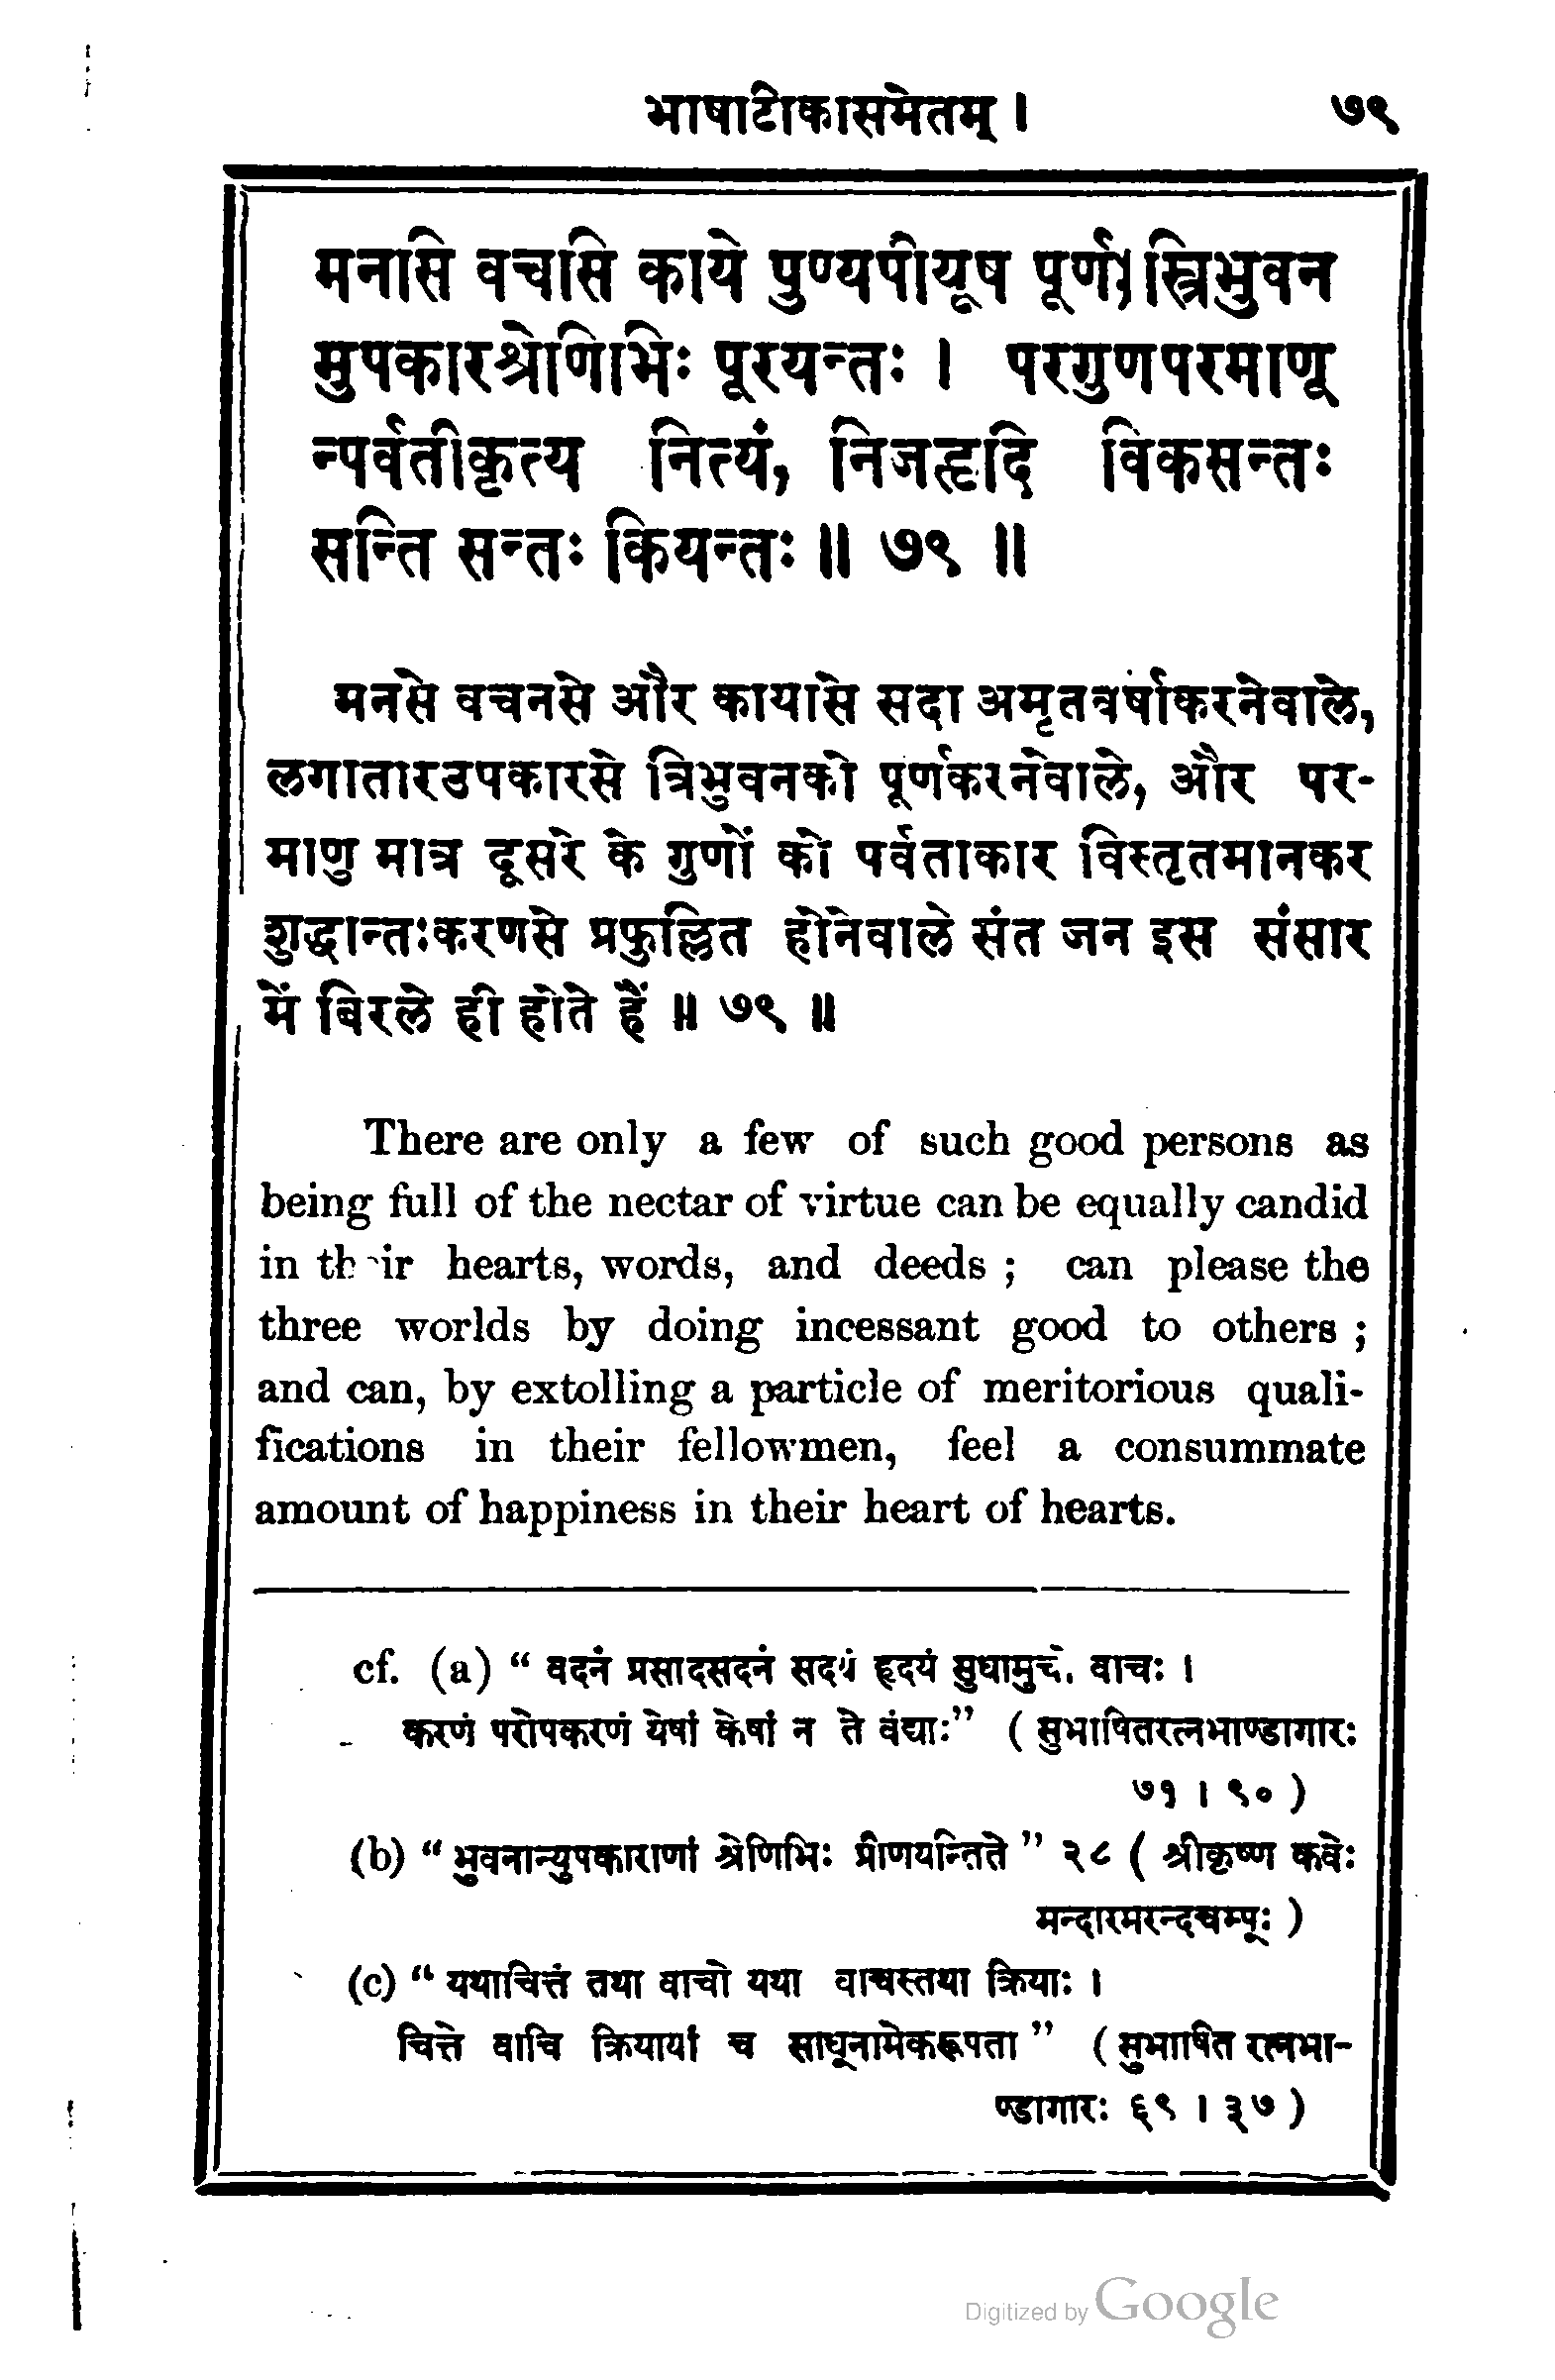 भाषाटीकासमेतम् । ७९
मनसि वचसि काये पुण्यपीयूष पूर्णास्त्रिभुवन
मुपकारश्रेणिभिः पूरयन्तः । परगुणपरमाणू
न्पर्वतीकृत्य नित्यं, निजहृदि विकसन्तः
सन्ति सन्तः कियन्तः ॥ ७९ ॥
मनसे वचनसे और कायासे सदा अमृतवर्षाकरनेवाले,
लगातारउपकारसे त्रिभुवनको पूर्णकरनेवाले, और पर-
माणु मात्र दूसरे के गुणों को पर्वताकार विस्तृतमानकर
शुद्धान्तःकरणसे प्रफुल्लित होनेवाले संत जन इस संसार
में बिरले ही होते हैं ॥ ७९ ॥
There are only a few of such good persons as
being full of the nectar of virtue can be equally candid
in their hearts, words, and deeds ; can please the
three worlds by doing incessant good to others ;
and can, by extolling a particle of meritorious quali-
fications in their fellowmen, feel a consummate
amount of happiness in their heart of hearts.
cf. (a) “ वदनं प्रसादसदनं सदयं हृदयं सुधामुचो वाचः ।
करणं परोपकरणं येषां केषां न ते वंद्याः” ( सुभाषितरत्नभाण्डागारः
७१ । ९० )
(b) “ भुवनान्युपकाराणां श्रेणिभिः प्रीणयन्तिते ” २८ ( श्रीकृष्ण कवेः
मन्दारमरन्दचम्पूः )
(c) “ यथाचित्तं तथा वाचो यथा वाचस्तथा क्रियाः ।
चित्ते वाचि क्रियायां च साधूनामेकरूपता ” ( सुभाषित रत्नभा-
ण्डागारः ६९ । ३७ )
Digitized by Google